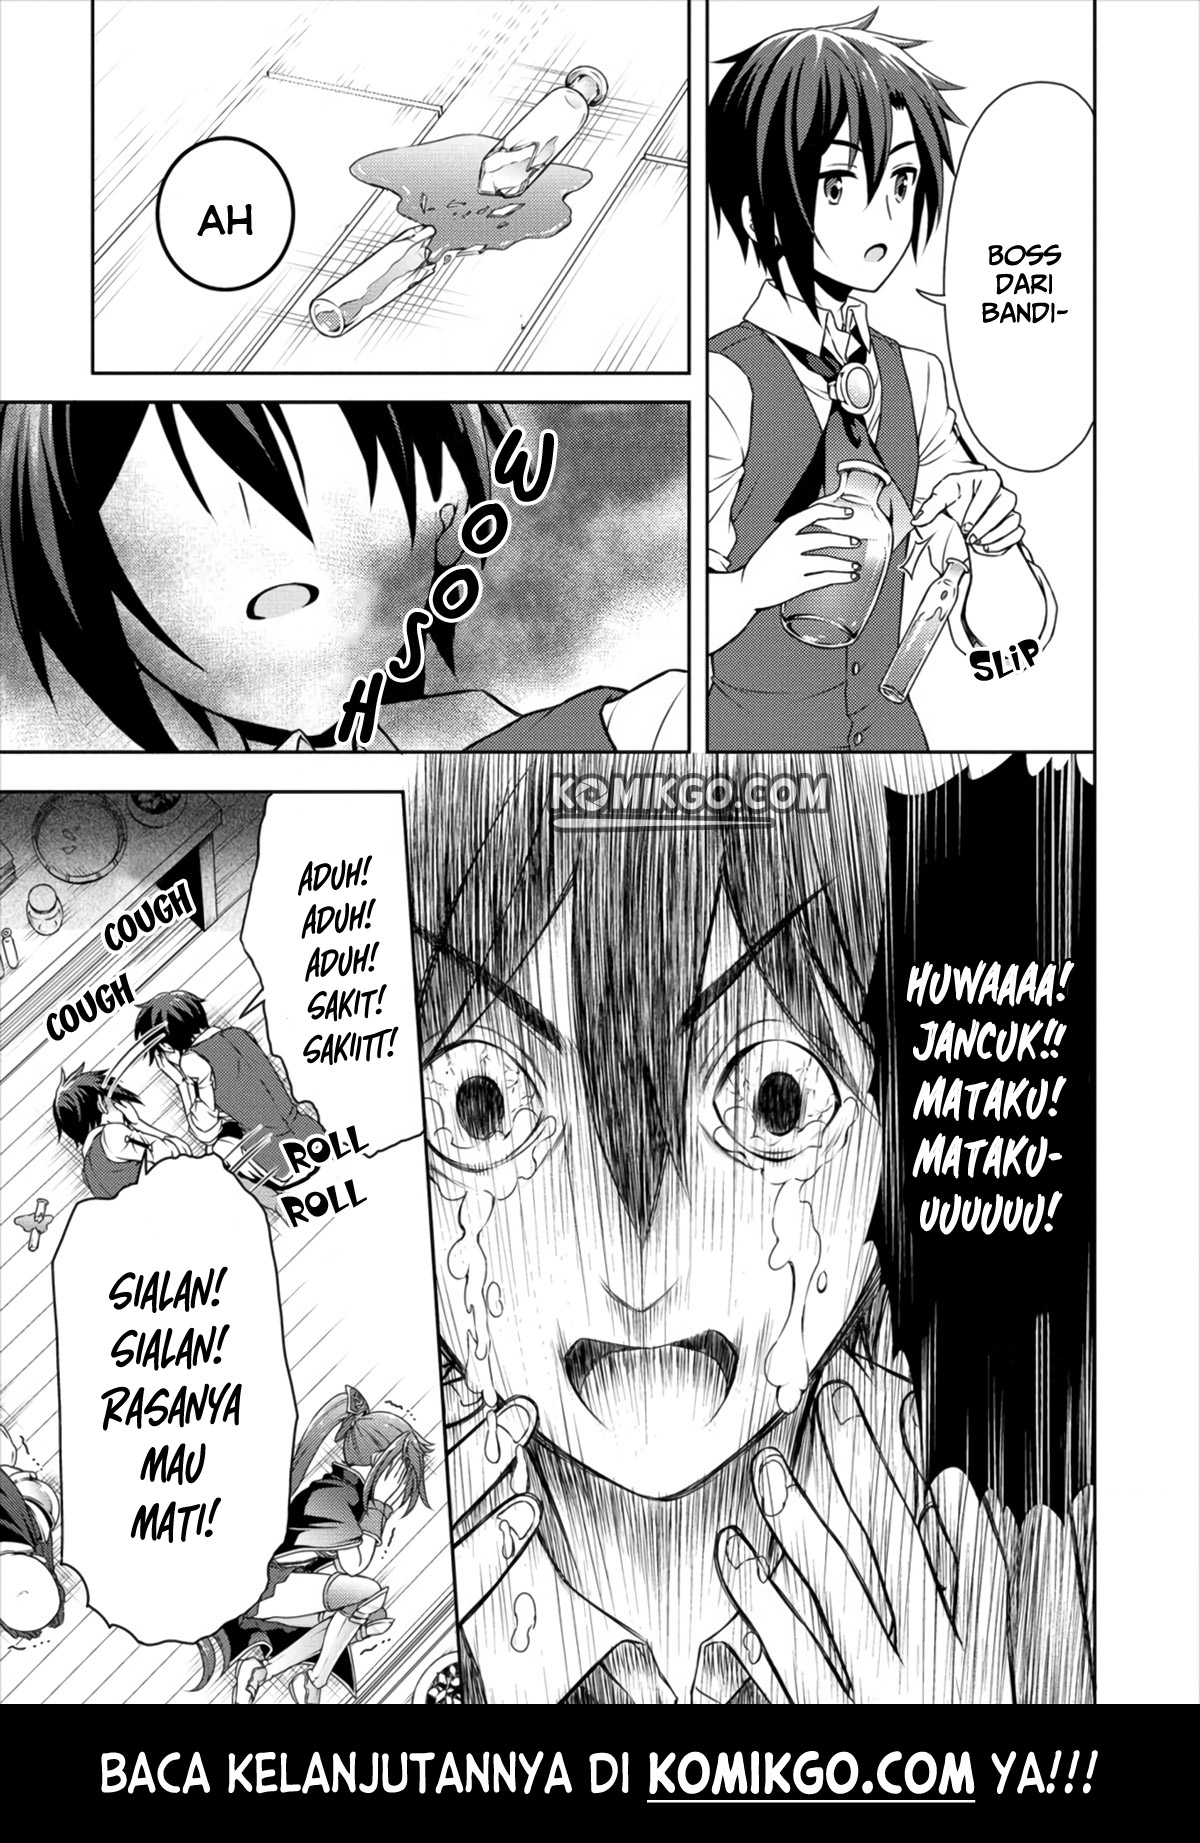 BOSS
DARI
BANDI-
SLIP
AH
WOOSH
KOMIKGO.COM
HUWAAAA!
JANCUK!!
MATAKU!
MATAKU-
UUUUUU!
ADUH!
ADUH!
ADUH!
SAKIT!
SAKIITT!
COUGH
COUGH
ROLL
ROLL
SIALAN!
SIALAN!
RASANYA
MAU
MATI!
BACA KELANJUTANNYA DI KOMIKGO.COM YA!!!